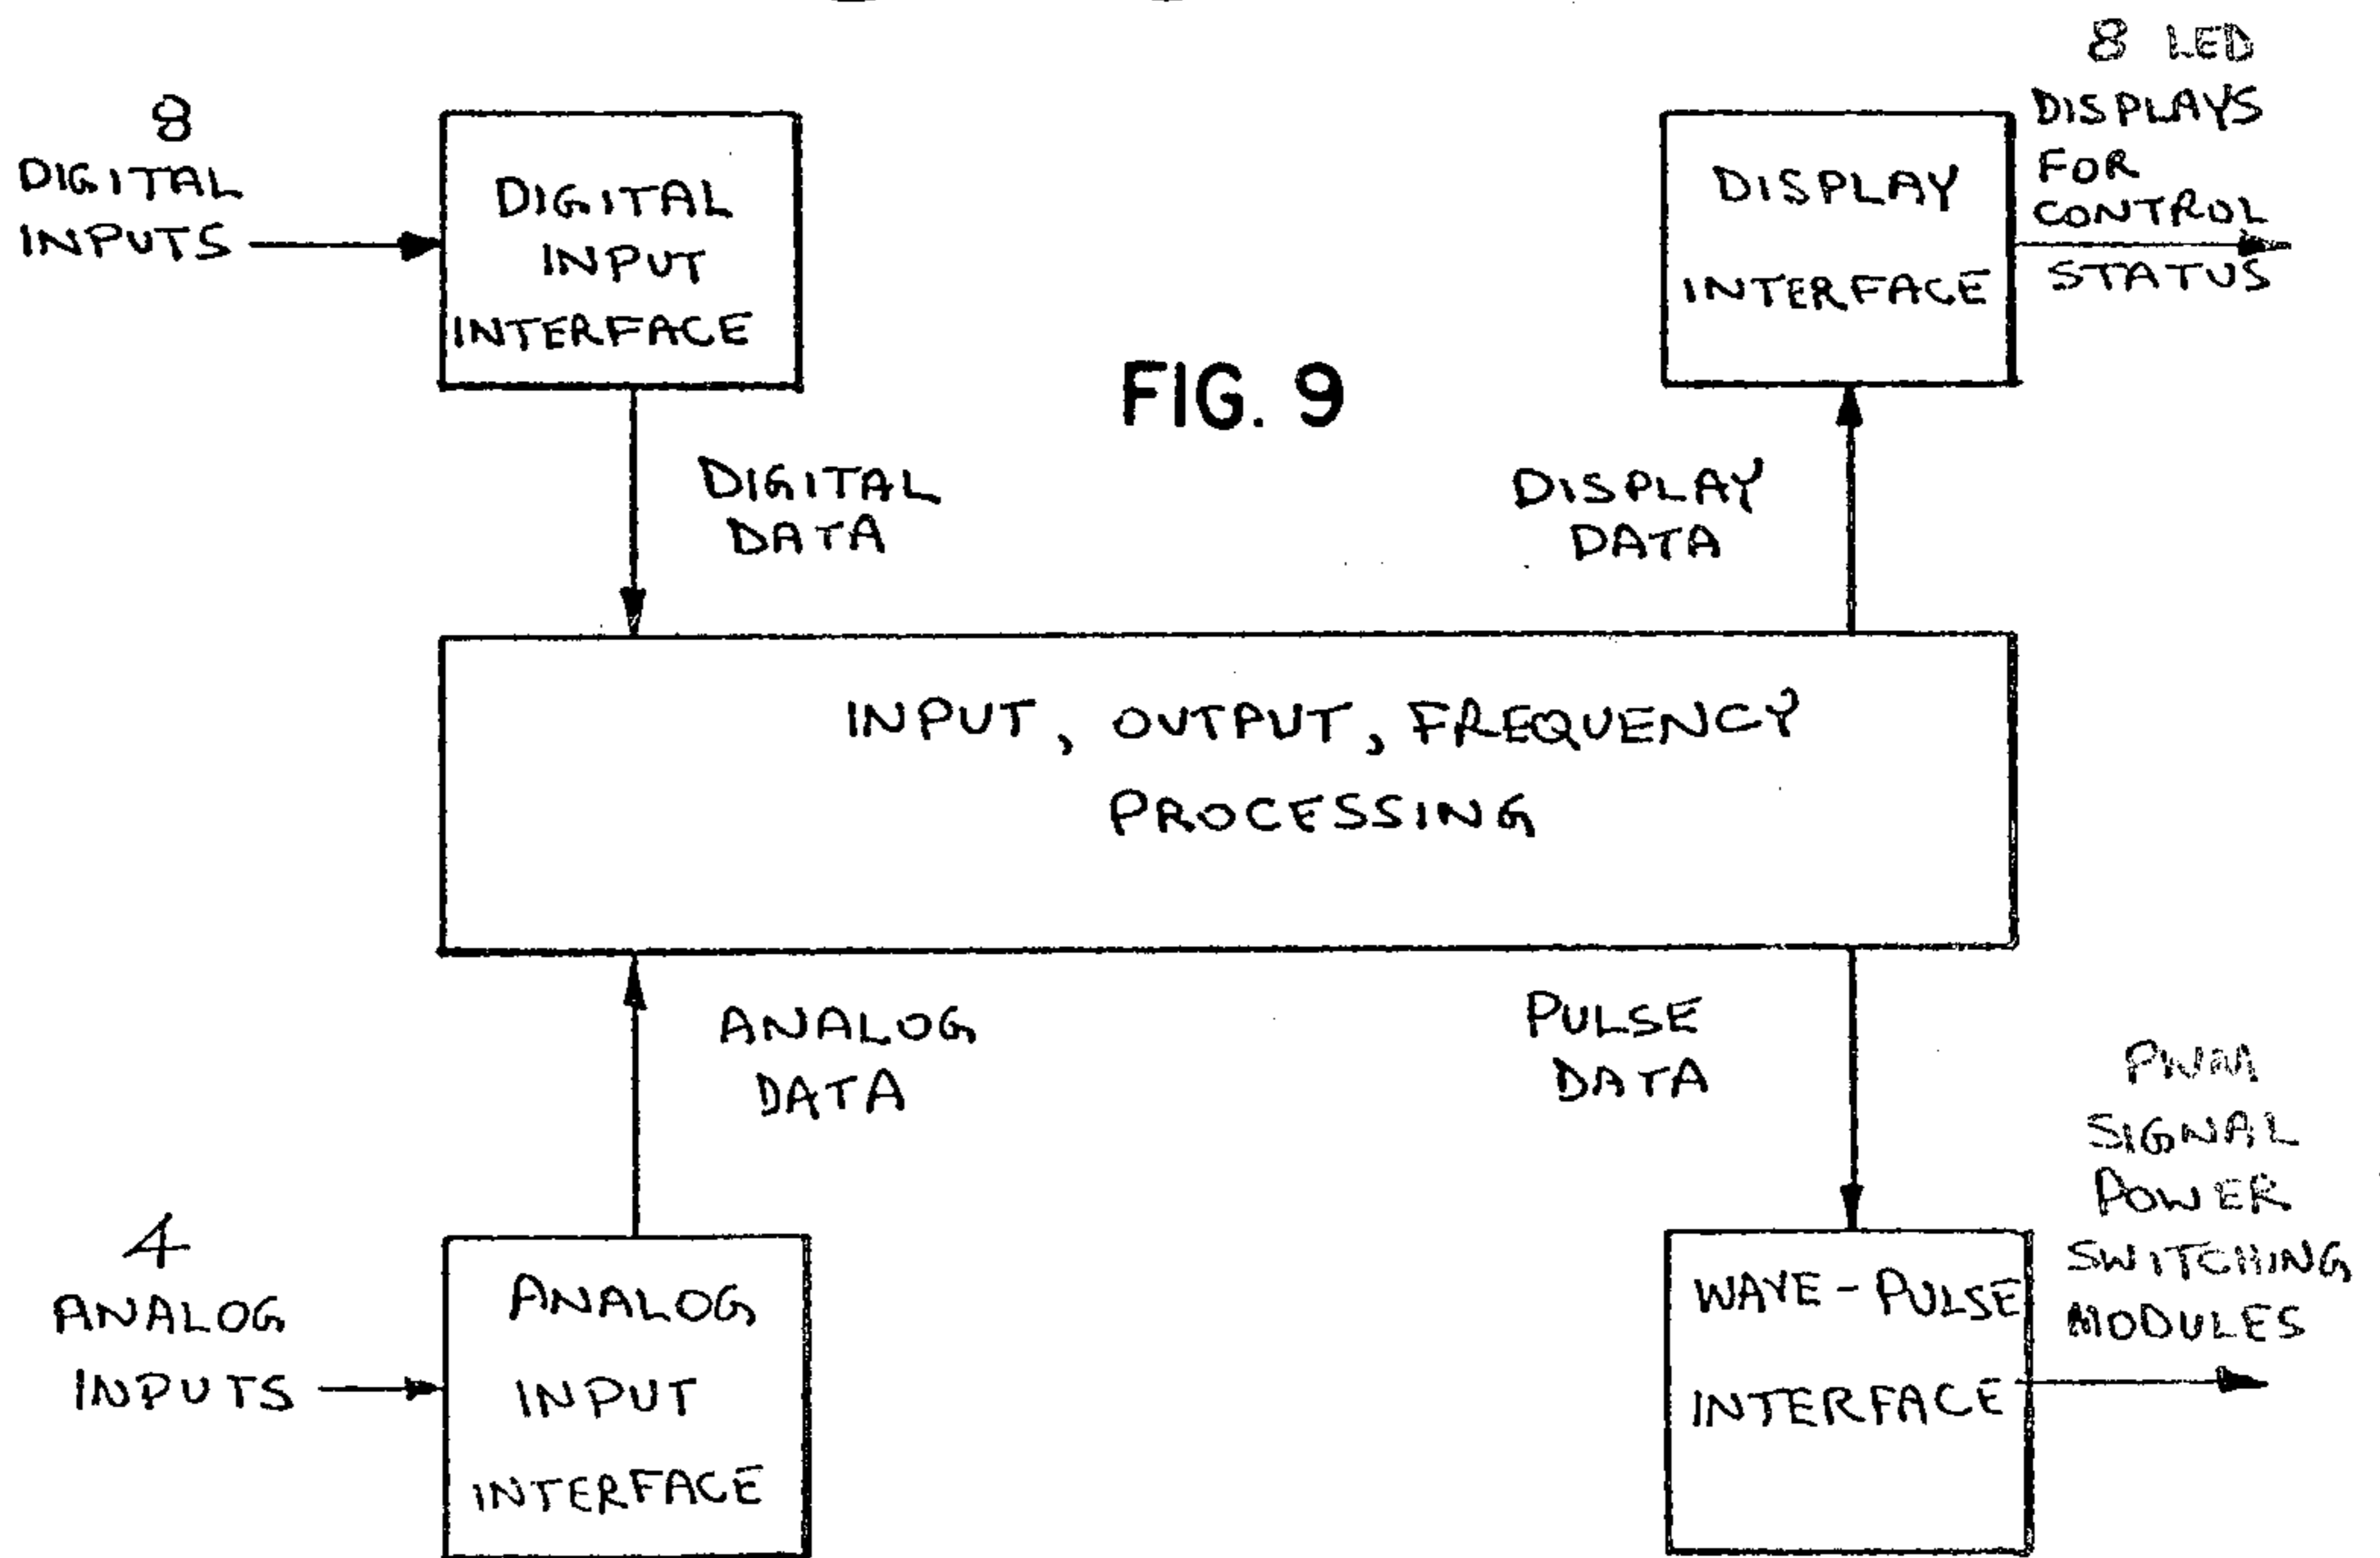 8
DIGITAL
INPUTS
DIGITAL
INPUT
INTERFACE
DISPLAY
INTERFACE
8 LED
DISPLAYS
FOR
CONTROL
STATUS
FIG. 9
DIGITAL
DATA
DISPLAY
DATA
INPUT, OUTPUT, FREQUENCY
PROCESSING
ANALOG
DATA
PULSE
DATA
4
ANALOG
INPUTS
ANALOG
INPUT
INTERFACE
WAVE-PULSE
INTERFACE
PWM
SIGNAL
POWER
SWITCHING
MODULES